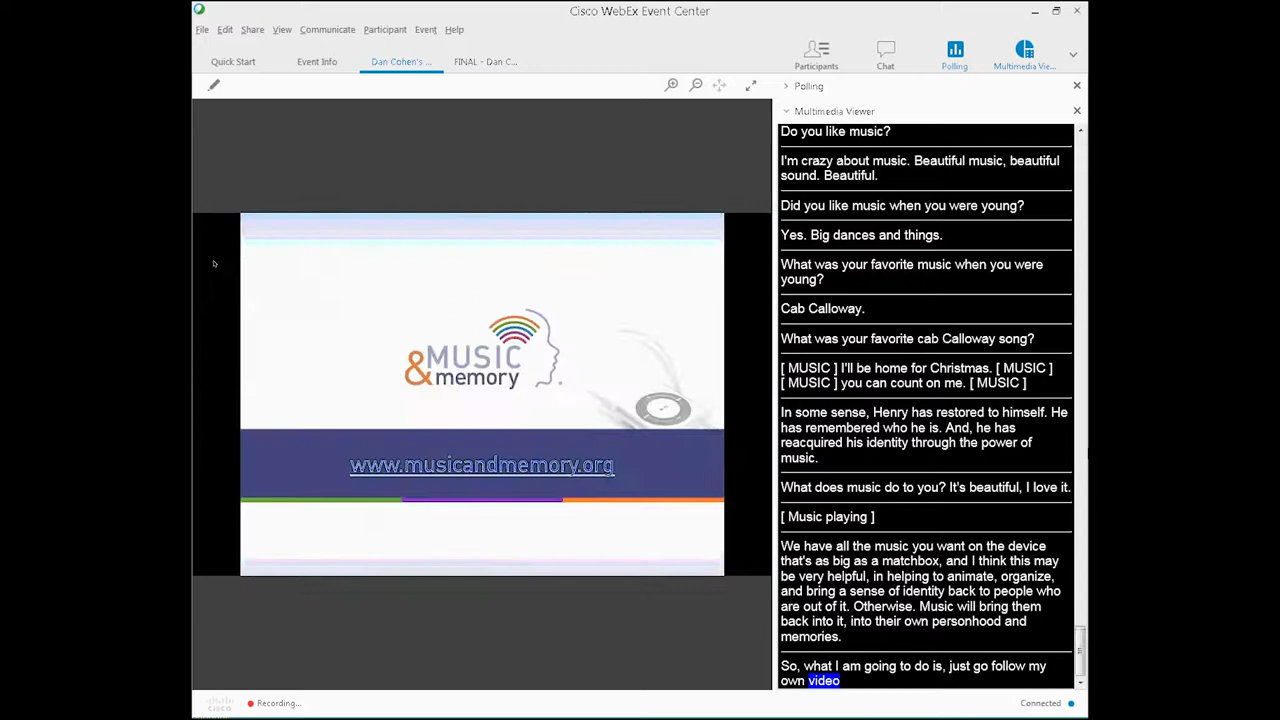 Cisco WebEx Event Center
File Edit Share View Communicate Participant Event Help
Quick Start Event Info Dan Cohen's ... FINAL - Dan C...
Participants Chat Polling Multimedia Vie...
Polling
Multimedia Viewer
&MUSIC
memory
www.musicandmemory.org
Do you like music?
I'm crazy about music. Beautiful music, beautiful
sound. Beautiful.
Did you like music when you were young?
Yes. Big dances and things.
What was your favorite music when you were
young?
Cab Calloway.
What was your favorite cab Calloway song?
[ MUSIC ] I'll be home for Christmas. [ MUSIC ]
[ MUSIC ] you can count on me. [ MUSIC ]
In some sense, Henry has restored to himself. He
has remembered who he is. And, he has
reacquired his identity through the power of
music.
What does music do to you? It's beautiful, I love it.
[ Music playing ]
We have all the music you want on the device
that's as big as a matchbox, and I think this may
be very helpful, in helping to animate, organize,
and bring a sense of identity back to people who
are out of it. Otherwise. Music will bring them
back into it, into their own personhood and
memories.
So, what I am going to do is, just go follow my
own video
cisco
Recording...
Connected